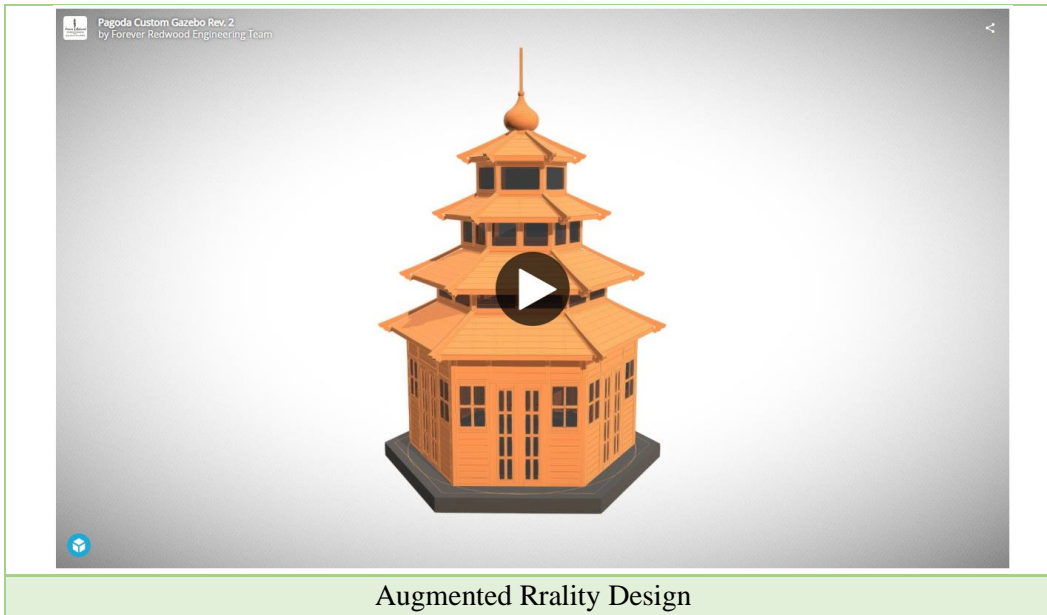 Pagoda Custom Gazebo Rev. 2
by Forever Redwood Engineering Team
Augmented Rrality Design